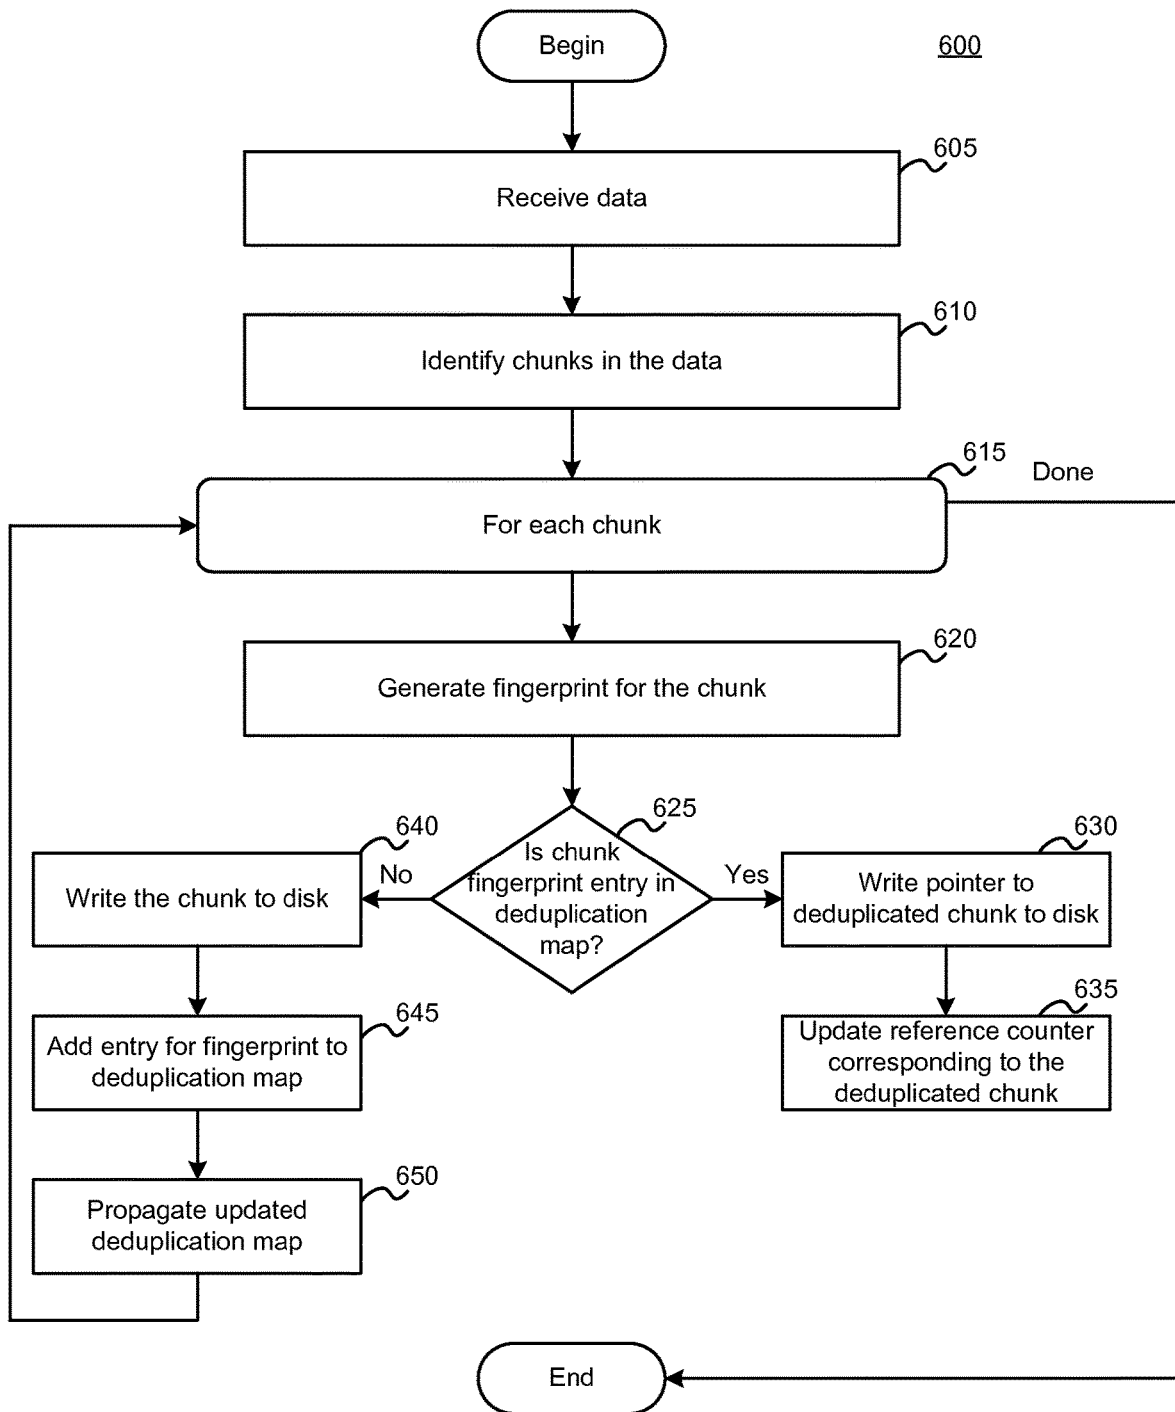 Begin
600
605
Receive data
610
Identify chunks in the data
615
Done
For each chunk
620
Generate fingerprint for the chunk
625
Is chunk
fingerprint entry in
deduplication
map?
No
Yes
640
Write the chunk to disk
630
Write pointer to
deduplicated chunk to disk
645
Add entry for fingerprint to
deduplication map
635
Update reference counter
corresponding to the
deduplicated chunk
650
Propagate updated
deduplication map
End